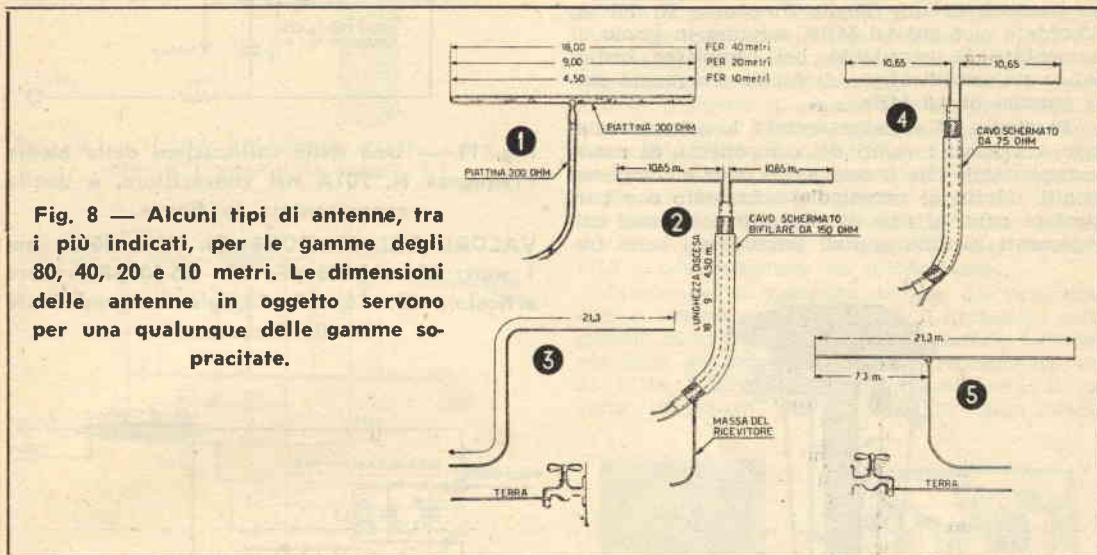 18,00 PER 40 metri
9,00 PER 20 metri
4,50 PER 10 metri
1
PIATTINA 300 OHM
PIATTINA 300 OHM
Fig. 8 — Alcuni tipi di antenne, tra
i più indicati, per le gamme degli
80, 40, 20 e 10 metri. Le dimensioni
delle antenne in oggetto servono
per una qualunque delle gamme so-
pracitate.
10,65 m. 10,65 m.
2
CAVO SCHERMATO
BIFILARE DA 150 OHM
LUNGHEZZA DISCESA
18 9 4,50 m.
MASSA DEL
RICEVITORE
21,3
3
TERRA
10,65 10,65
4
CAVO SCHERMATO
DA 75 OHM
21,3 m.
7,3 m.
5
TERRA